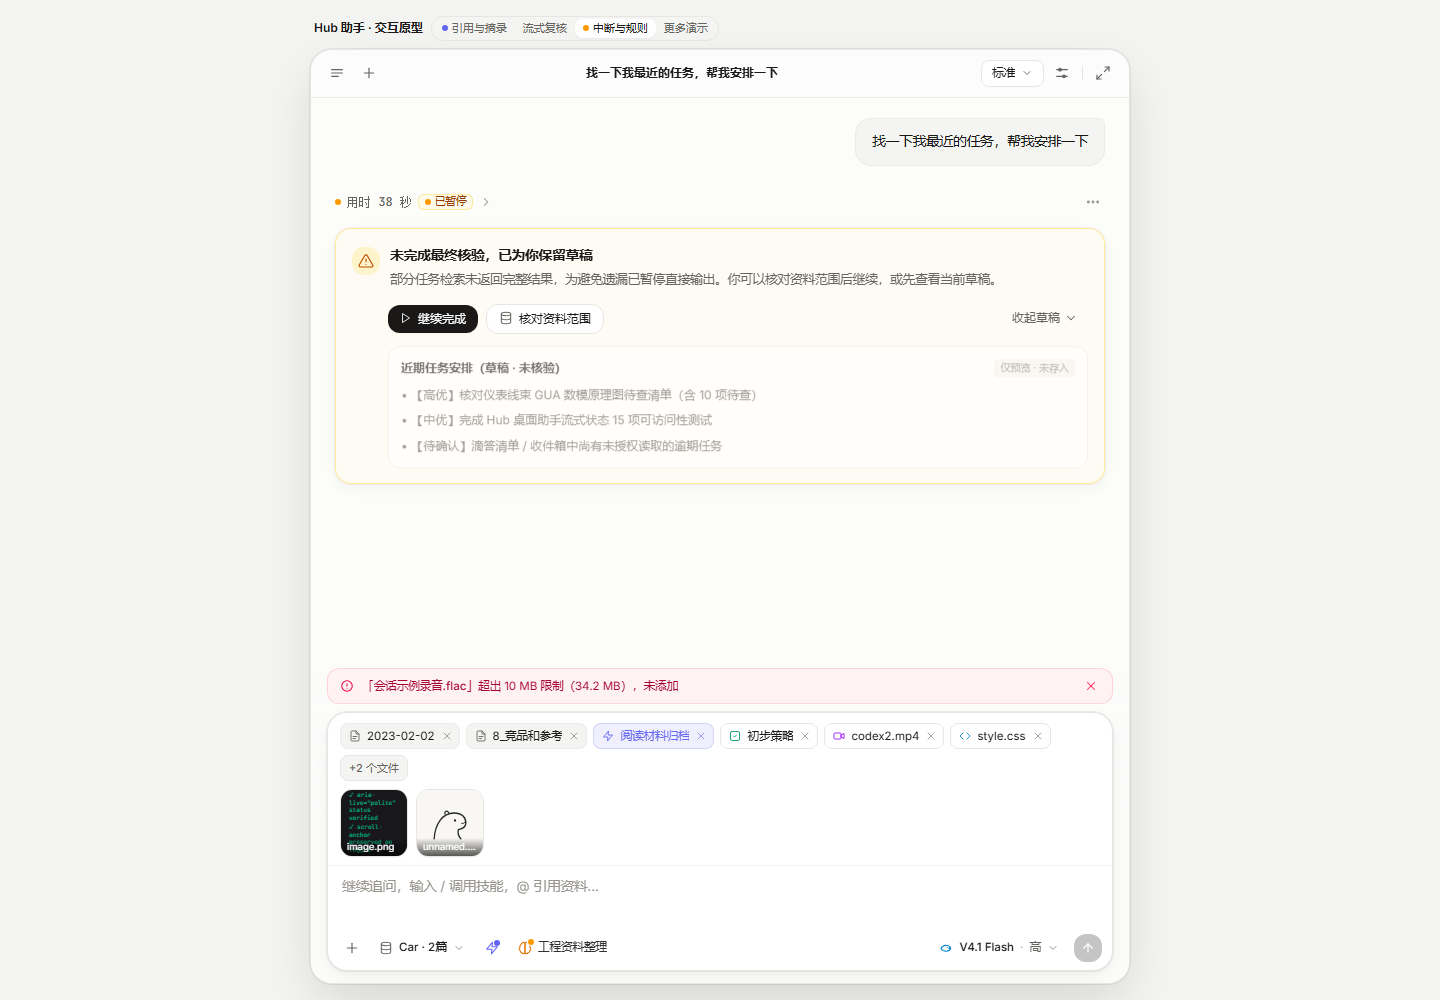 Hub 助手 · 交互原型
引用与摘录
流式复核
中断与规则
更多演示
找一下我最近的任务，帮我安排一下
标准
找一下我最近的任务，帮我安排一下
用时 38 秒
已暂停
未完成最终核验，已为你保留草稿
部分任务检索未返回完整结果，为避免遗漏已暂停直接输出。你可以核对资料范围后继续，或先查看当前草稿。
继续完成
核对资料范围
收起草稿
近期任务安排（草稿 · 未核验）
仅预览 · 未存入
• 【高优】核对仪表线束 GUA 数模原理图待查清单（含 10 项待查）
• 【中优】完成 Hub 桌面助手流式状态 15 项可访问性测试
• 【待确认】滴答清单 / 收件箱中尚有未授权读取的逾期任务
「会话示例录音.flac」超出 10 MB 限制（34.2 MB），未添加
2023-02-02
8_竞品和参考
阅读材料归档
初步策略
codex2.mp4
style.css
+2 个文件
✓ aria-
live="polite"
status
verified
✓ scroll-
anchor
image.png
unnamed....
继续追问，输入 / 调用技能，@ 引用资料...
Car · 2篇
工程资料整理
V4.1 Flash · 高